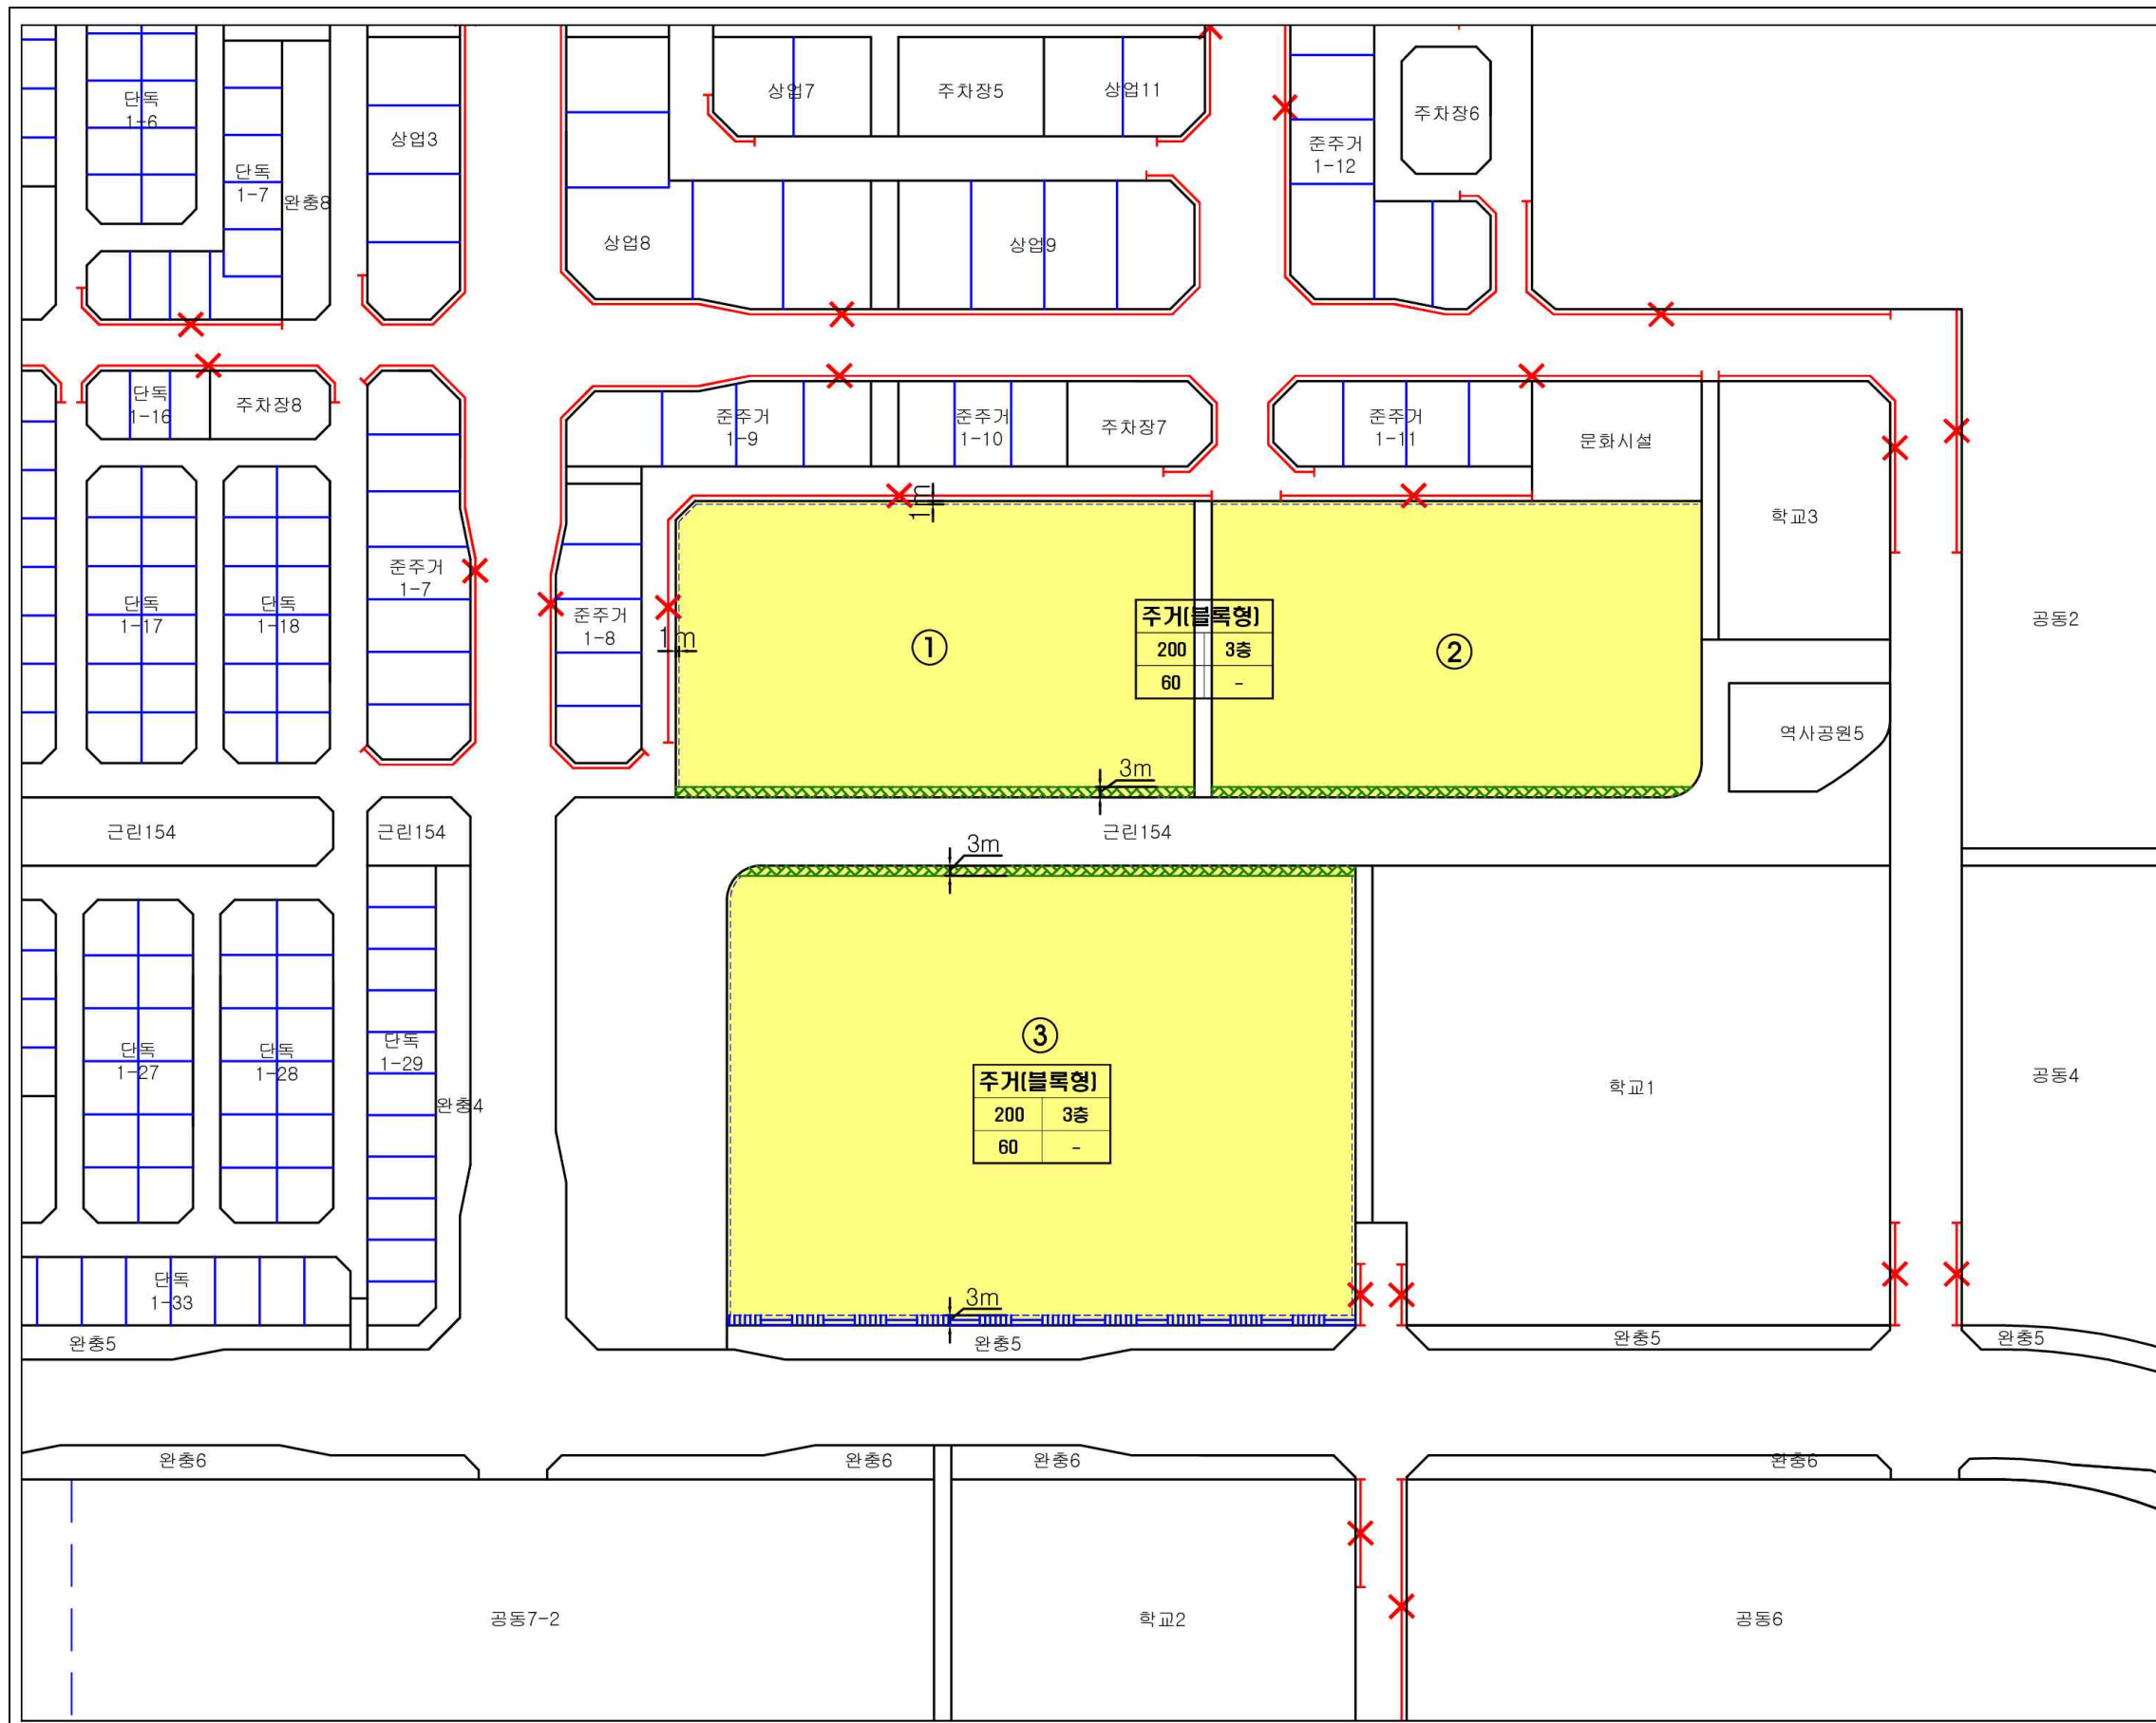 단독
1-6
단독
1-7
완충8
상업3
상업7
주차장5
상업11
준주거
1-12
주차장6
상업8
상업9
단독
1-16
주차장8
준주거
1-9
준주거
1-10
주차장7
준주거
1-11
문화시설
학교3
1m
단독
1-17
단독
1-18
준주거
1-7
준주거
1-8
1m
①
주거(블록형)
200 3층
60 -
②
공동2
역사공원5
3m
근린154
근린154
근린154
3m
단독
1-27
단독
1-28
단독
1-29
완충4
③
주거(블록형)
200 3층
60 -
학교1
공동4
단독
1-33
3m
완충5
완충5
완충5
완충5
완충6
완충6
완충6
완충6
공동7-2
학교2
공동6